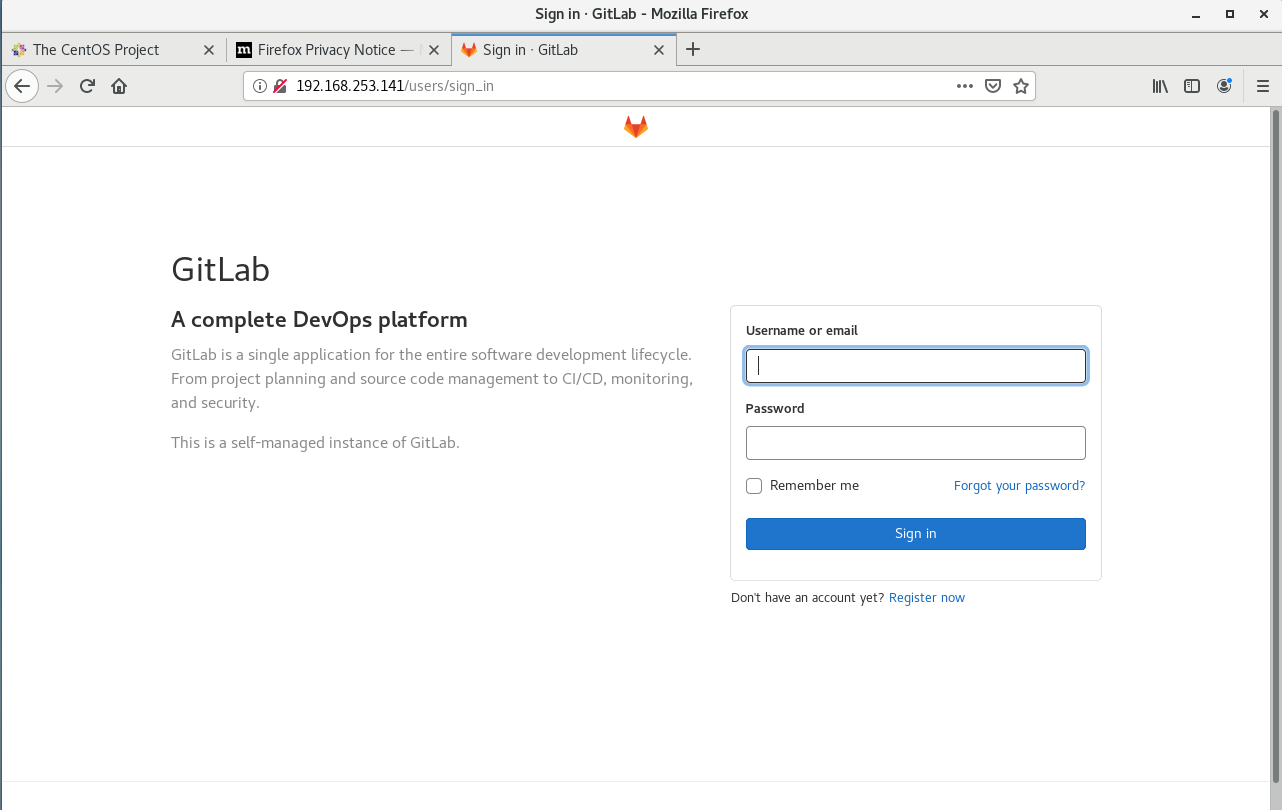 Sign in · GitLab - Mozilla Firefox
The CentOS Project
Firefox Privacy Notice —
Sign in · GitLab
192.168.253.141/users/sign_in
GitLab
A complete DevOps platform
GitLab is a single application for the entire software development lifecycle.
From project planning and source code management to CI/CD, monitoring,
and security.
This is a self-managed instance of GitLab.
Username or email
Password
Remember me
Forgot your password?
Sign in
Don't have an account yet? Register now